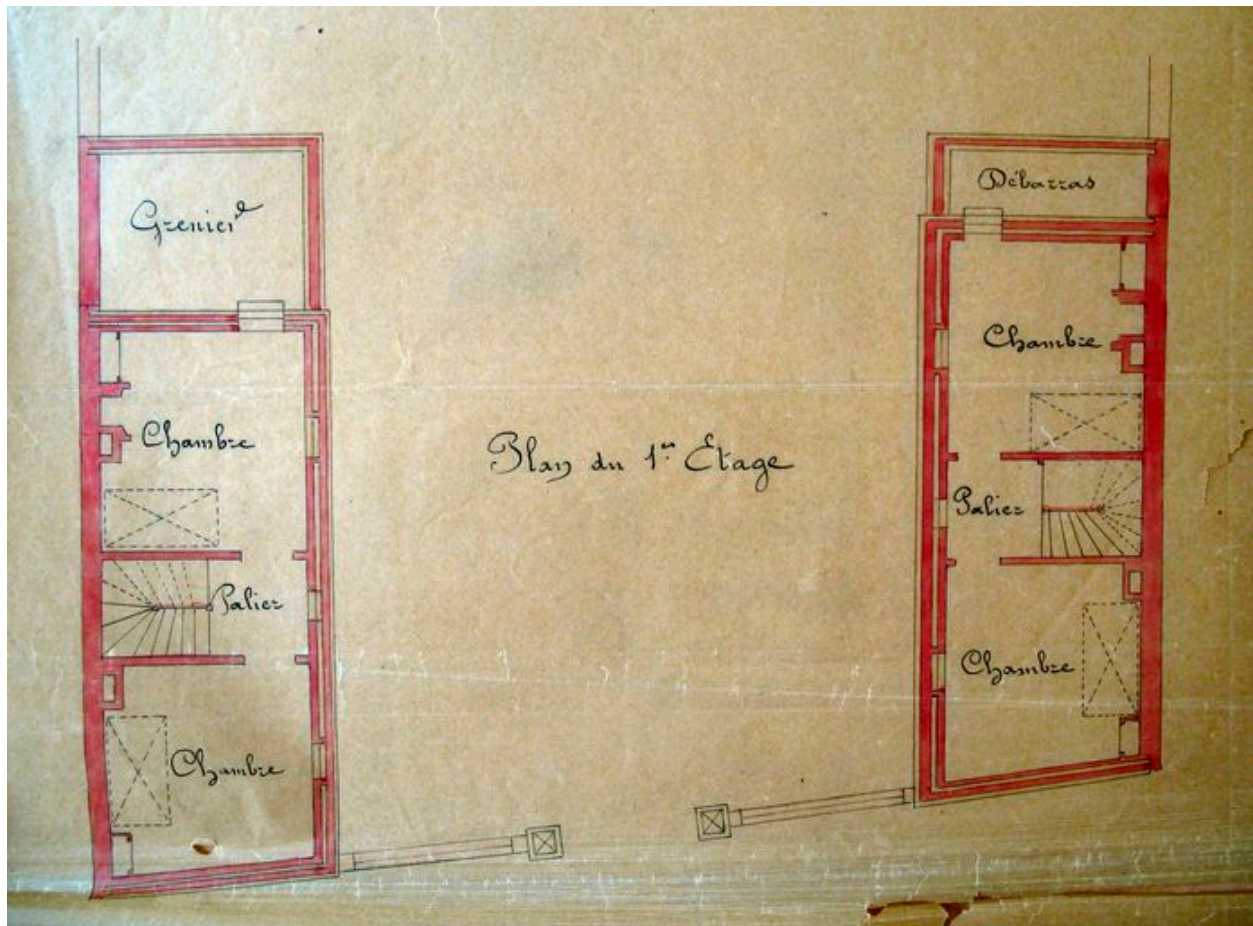 Grenier
Chambre
Palier
Chambre
Plan du 1er Etage
Débarras
Chambre
Palier
Chambre